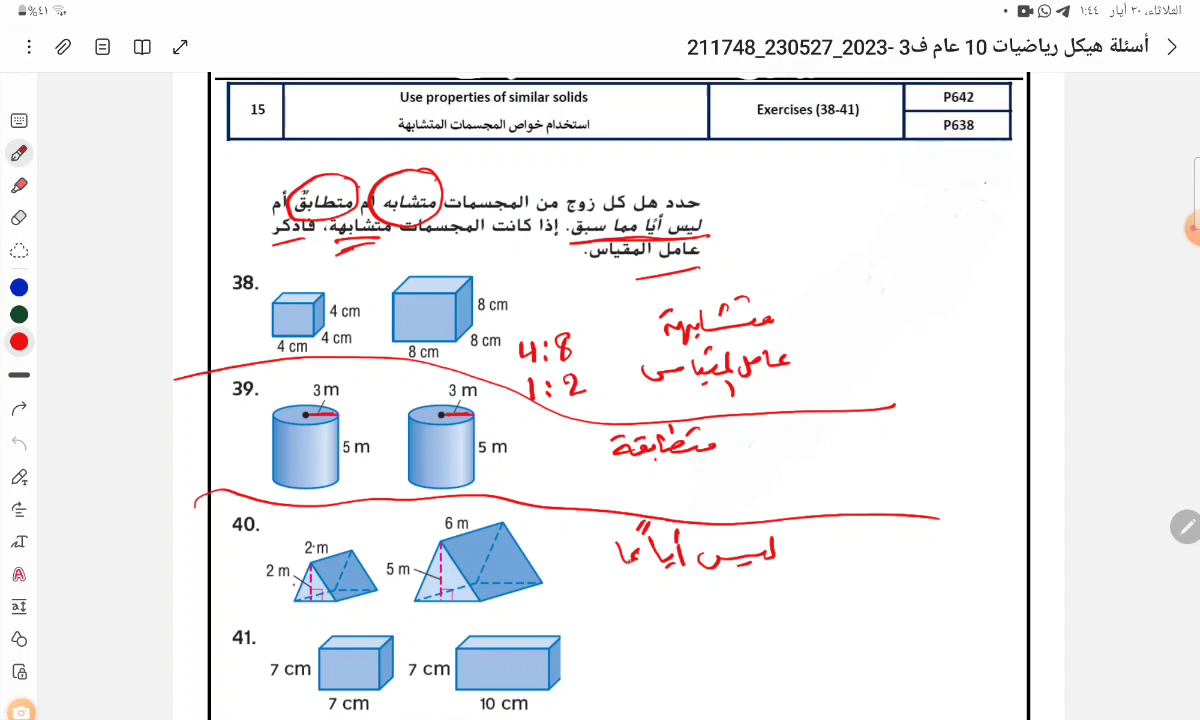 الثلاثاء، ٣٠ أيار ١:٤٤
٤١%
أسئلة هيكل رياضيات 10 عام ف3 -2023_230527_211748
15
Use properties of similar solids
استخدام خواص المجسمات المتشابهة
Exercises (38-41)
P642
P638
حدد هل كل زوج من المجسمات متشابه أم متطابق أم
ليس أيًا مما سبق. إذا كانت المجسمات متشابهة، فاذكر
عامل المقياس.
38.
4 cm
4 cm
4 cm
8 cm
8 cm
8 cm
4:8
1:2
متشابهة
عامل المقياس
39.
3 m
5 m
3 m
5 m
متطابقة
40.
2 m
2 m
6 m
5 m
ليس أياً
41.
7 cm
7 cm
7 cm
10 cm